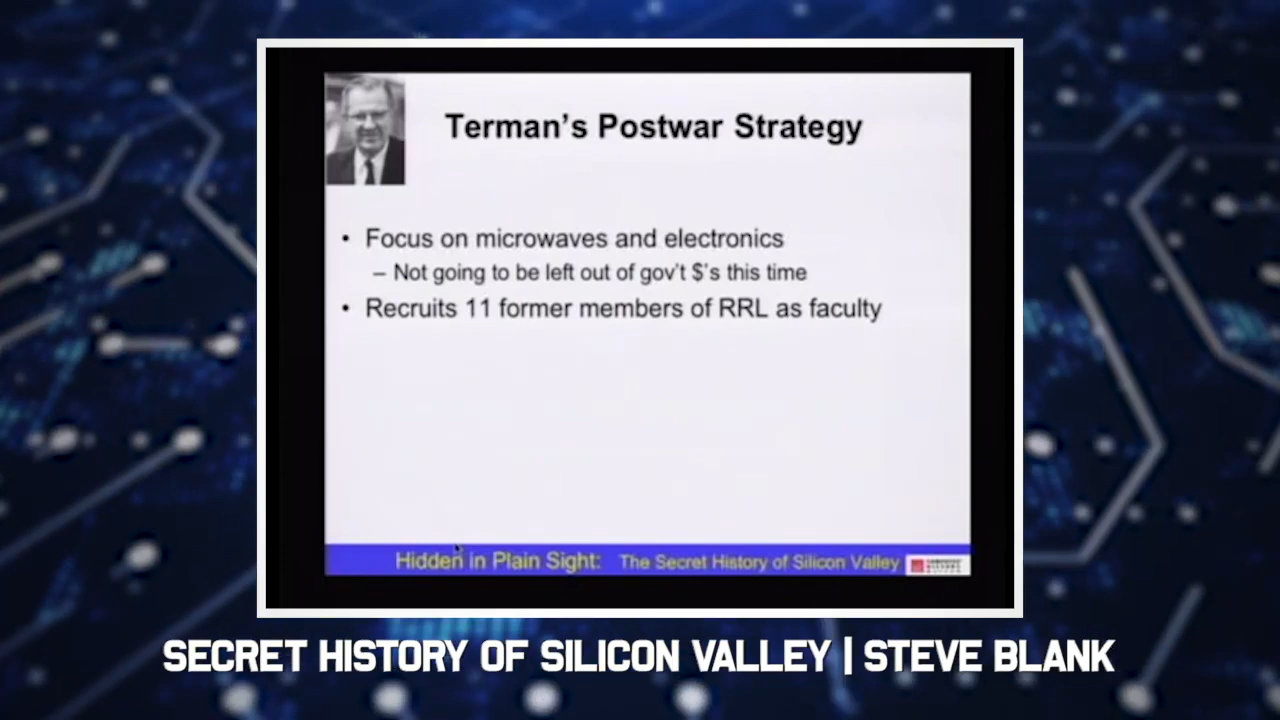 Terman's Postwar Strategy
• Focus on microwaves and electronics
– Not going to be left out of gov't $'s this time
• Recruits 11 former members of RRL as faculty
Hidden in Plain Sight: The Secret History of Silicon Valley
SECRET HISTORY OF SILICON VALLEY | STEVE BLANK